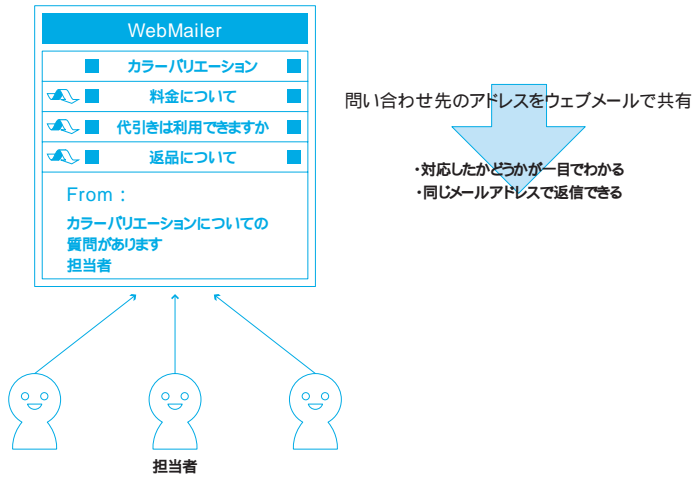 WebMailer
カラーバリエーション
料金について
代引きは利用できますか
返品について
From :
カラーバリエーションについての
質問があります
担当者
問い合わせ先のアドレスをウェブメールで共有
・対応したかどうかが一目でわかる
・同じメールアドレスで返信できる
担当者